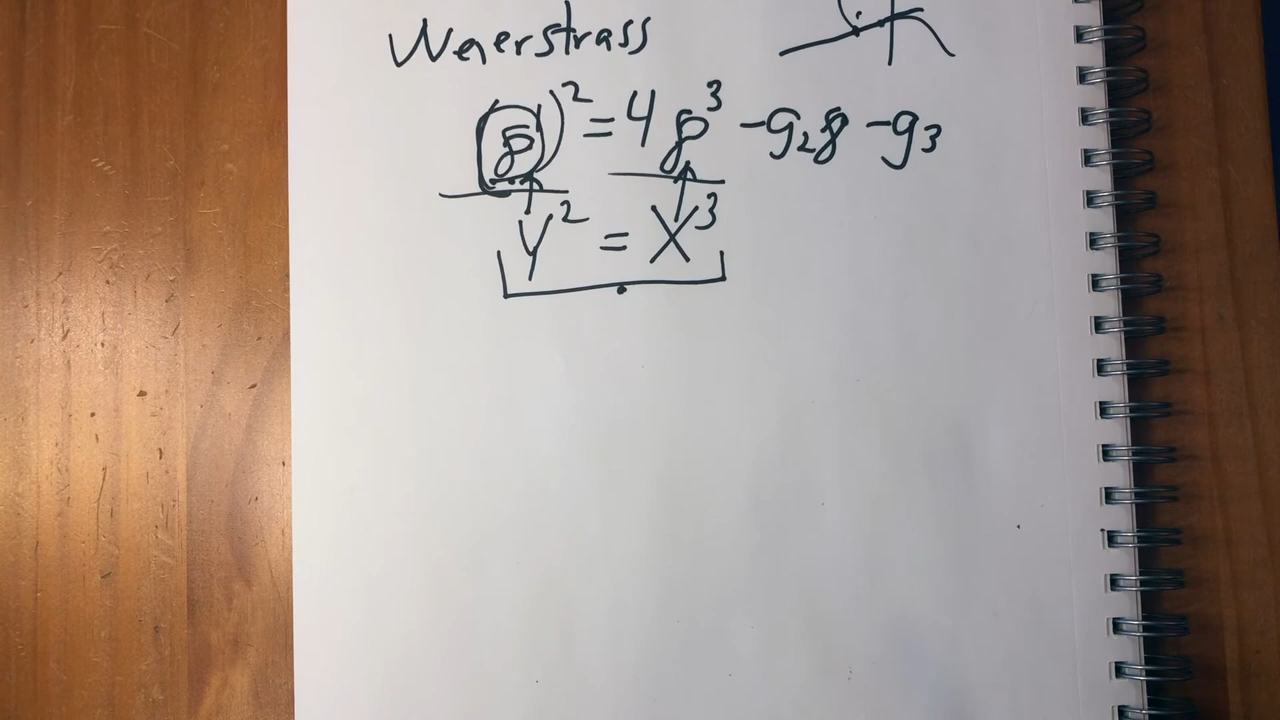 Weierstrass
(℘')² = 4℘³ - g₂℘ - g₃
Y² = X³